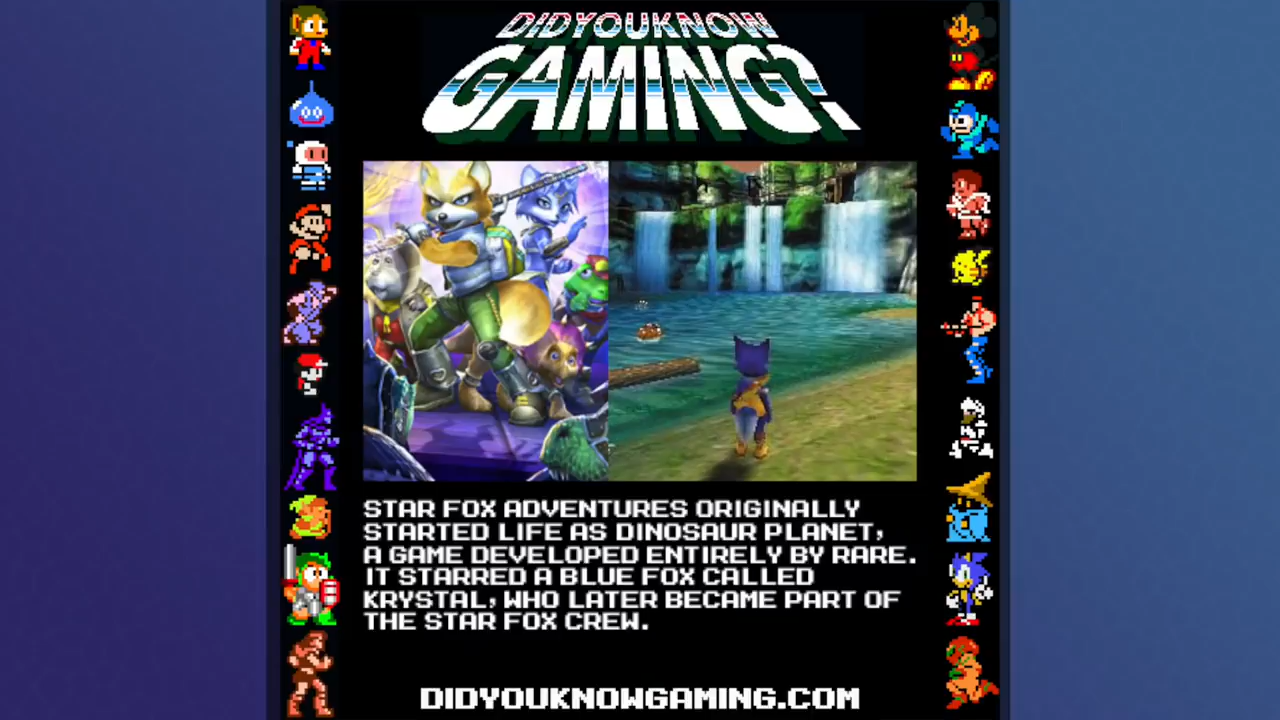 DIDYOUKNOW
GAMING?
STAR FOX ADVENTURES ORIGINALLY
STARTED LIFE AS DINOSAUR PLANET,
A GAME DEVELOPED ENTIRELY BY RARE.
IT STARRED A BLUE FOX CALLED
KRYSTAL, WHO LATER BECAME PART OF
THE STAR FOX CREW.
DIDYOUKNOWGAMING.COM